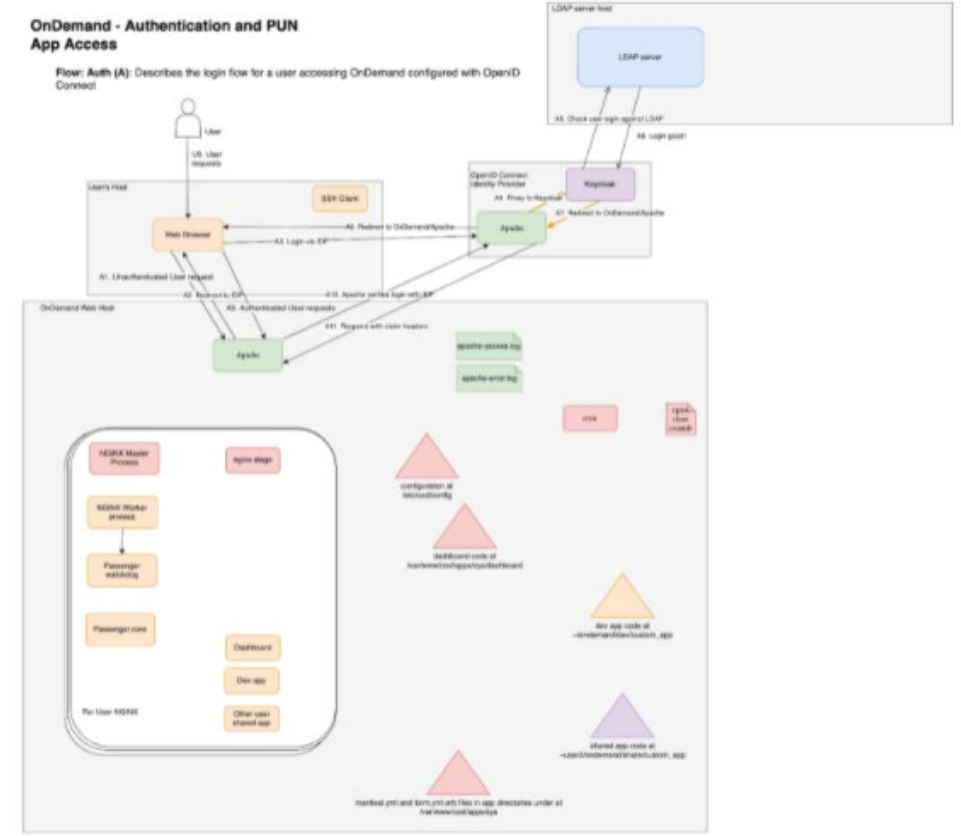 OnDemand - Authentication and PUN
App Access
Flow: Auth (A): Describes the login flow for a user accessing OnDemand configured with OpenID
Connect
LDAP server host
LDAP server
A5. Check user login against LDAP
A6. Login good!
User
U0. User
requests
User's Host
SSH Client
Web Browser
OpenID Connect
Identity Provider
Keycloak
A4. Proxy to Keycloak
A7. Redirect to OnDemand/Apache
Apache
A8. Redirect to OnDemand/Apache
A3. Login via IDP
A1. Unauthenticated User request
A2. Redirect to IDP
A9. Authenticated User requests
A10. Apache verifies login with IDP
A11. Respond with claim headers
OnDemand Web Host
Apache
apache-access.log
apache-error.log
cron
NGINX Master
Process
nginx stage
NGINX Worker
process
Passenger
watchdog
Passenger core
Dashboard
Dev app
Other user
shared app
Per User NGINX
configuration at
/etc/ood/config
dashboard code at
/var/www/ood/apps/sys/dashboard
dev app code at
~/ondemand/dev/custom_app
shared app code at
~user2/ondemand/share/custom_app
manifest.yml and form.yml.erb files in app directories under at
/var/www/ood/apps/sys